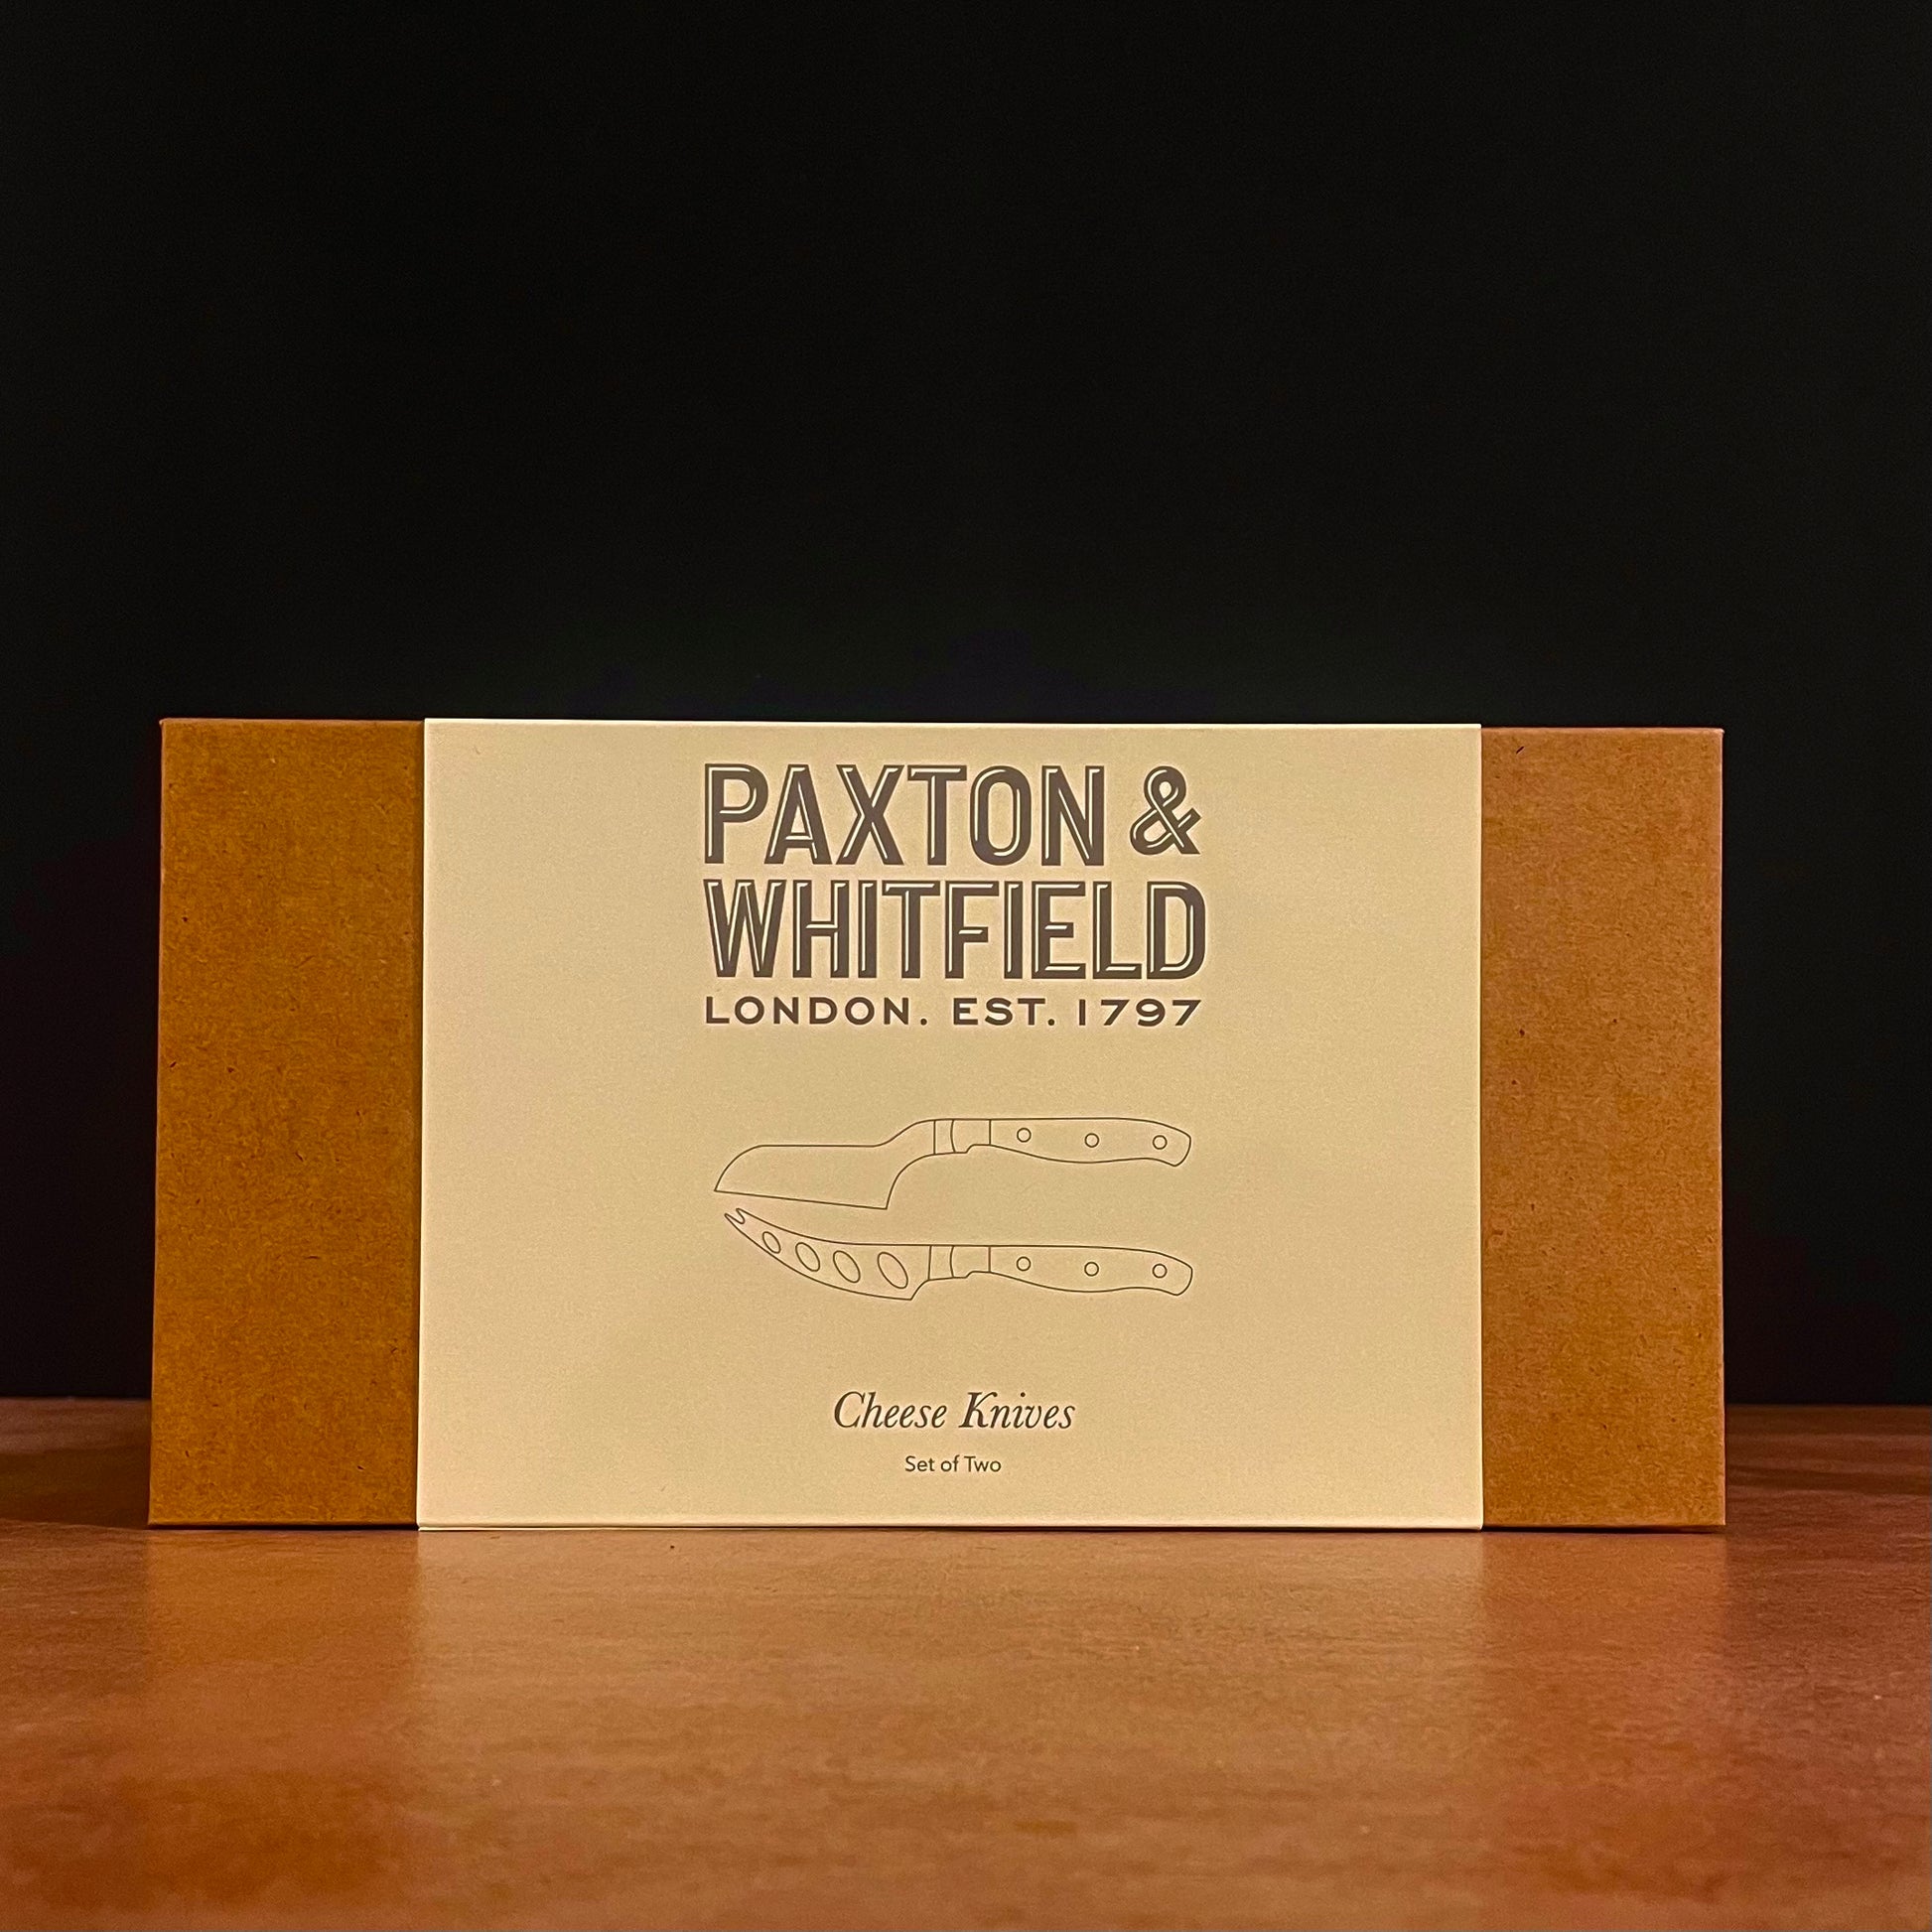 PAXTON &
WHITFIELD
LONDON. EST. 1797
Cheese Knives
Set of Two